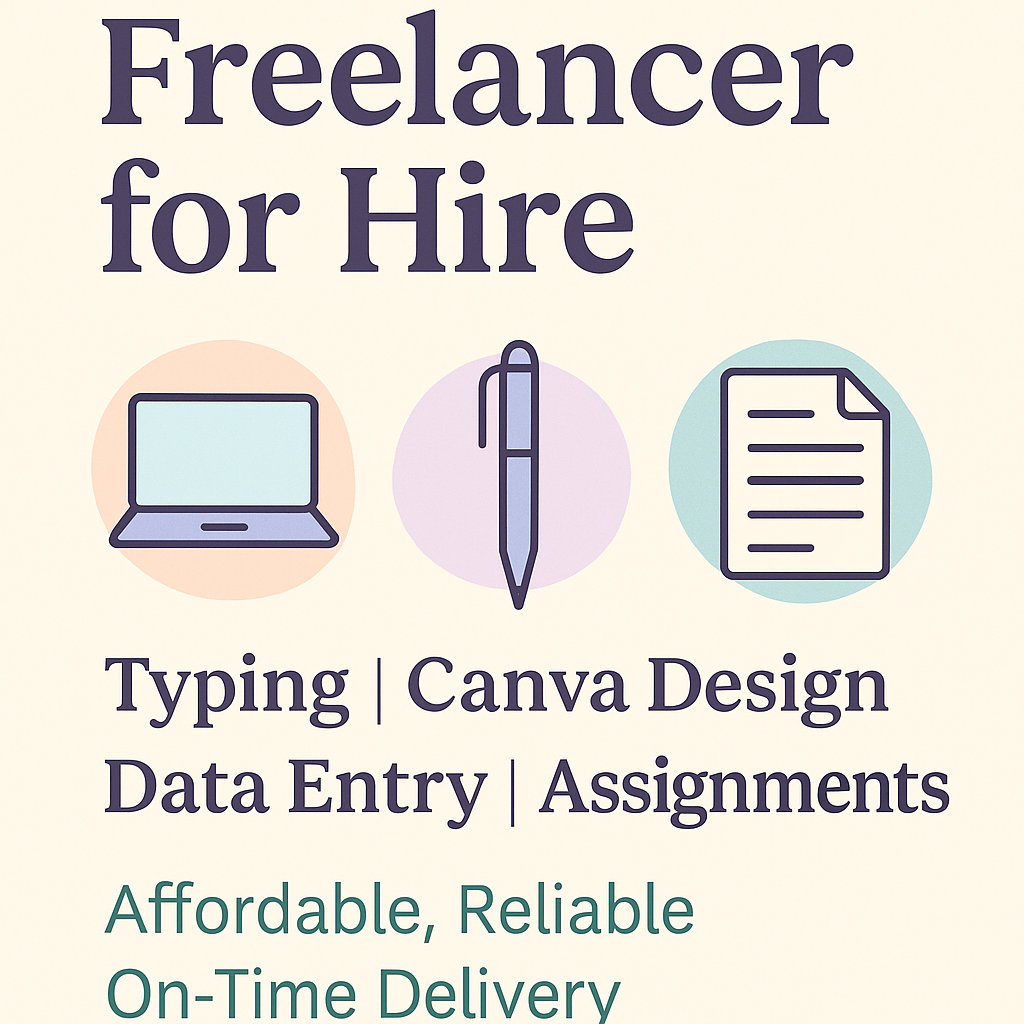 Freelancer
for Hire
Typing | Canva Design
Data Entry | Assignments
Affordable, Reliable
On-Time Delivery